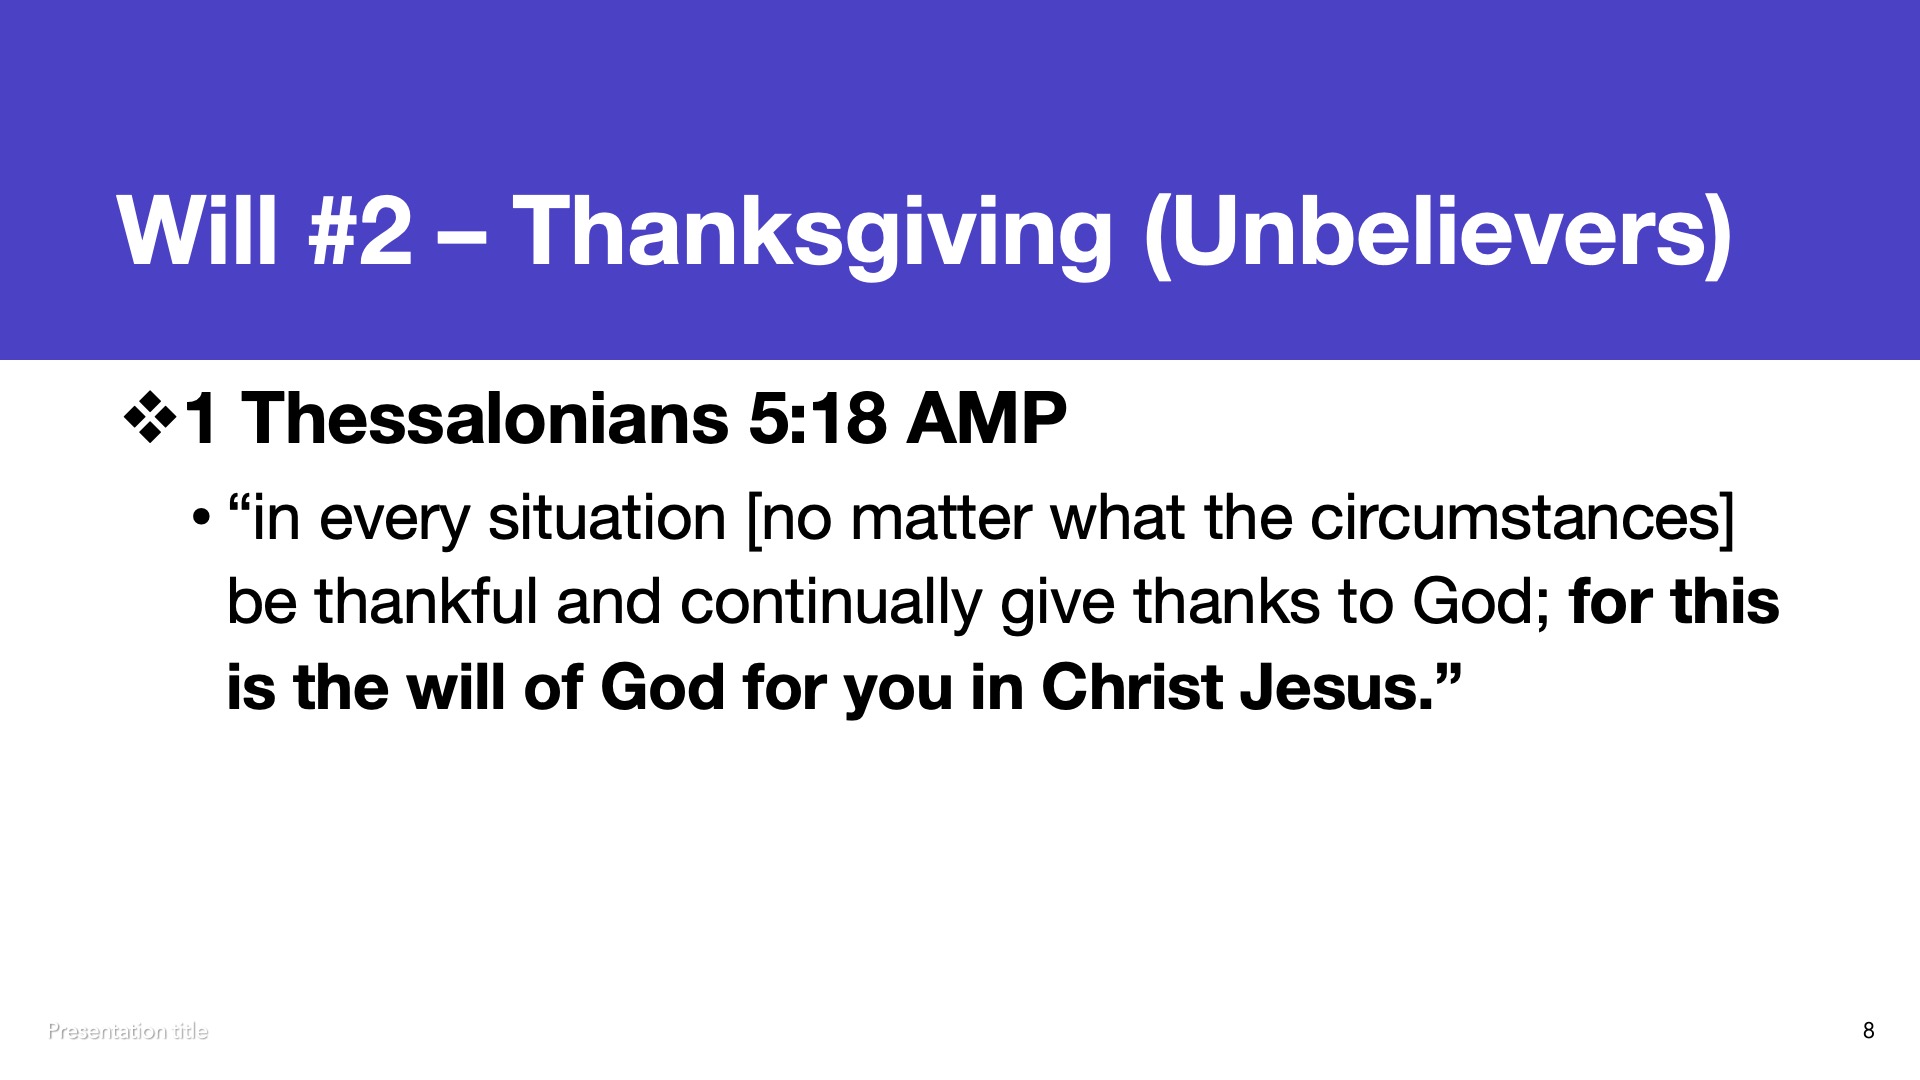 Will #2 – Thanksgiving (Unbelievers)
❖1 Thessalonians 5:18 AMP
• “in every situation [no matter what the circumstances]
be thankful and continually give thanks to God; for this
is the will of God for you in Christ Jesus.”
Presentation title
8